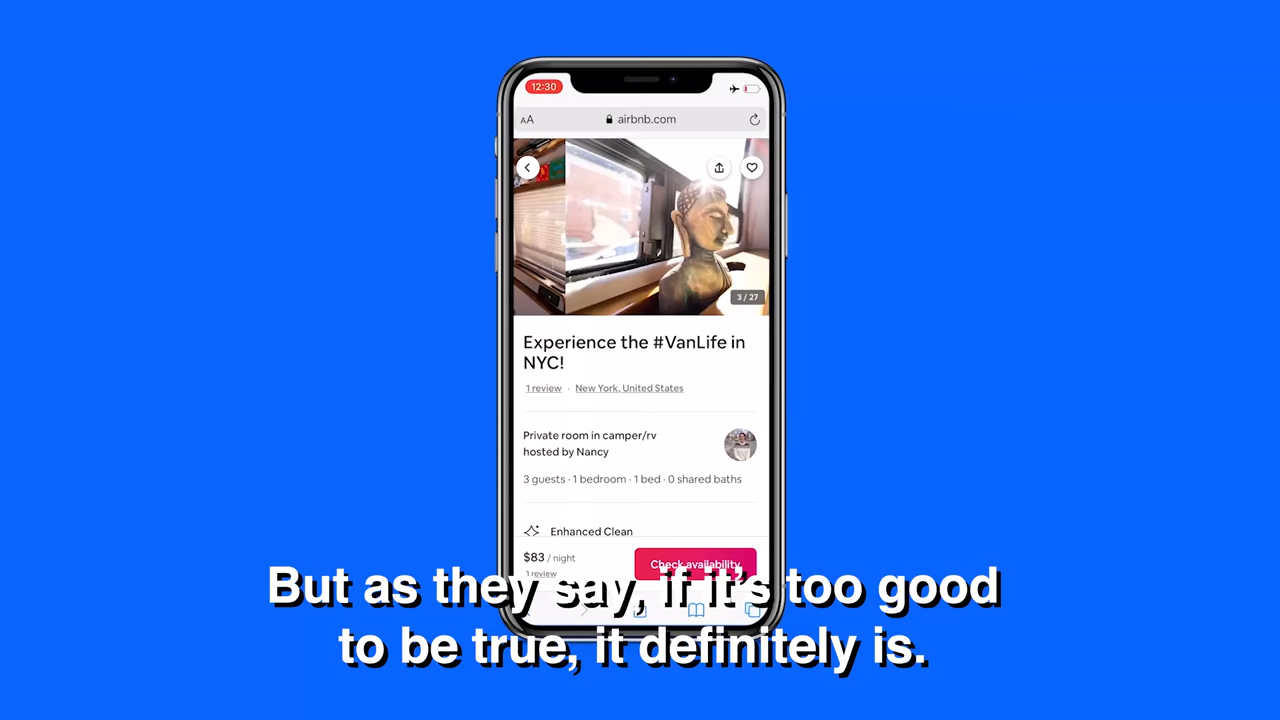 12:30
AA airbnb.com
3 / 27
Experience the #VanLife in
NYC!
1 review · New York, United States
Private room in camper/rv
hosted by Nancy
3 guests · 1 bedroom · 1 bed · 0 shared baths
Enhanced Clean
$83 / night
Check availability
1 review
But as they say, if it's too good
to be true, it definitely is.